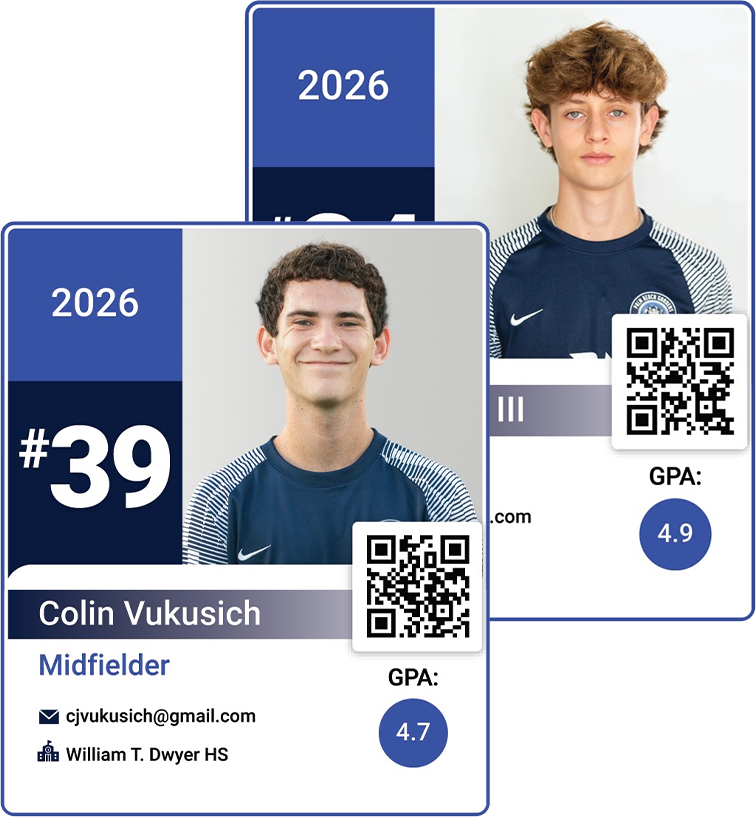 2026
2026
#39
III
GPA:
4.9
.com
Colin Vukusich
Midfielder
cjvukusich@gmail.com
William T. Dwyer HS
GPA:
4.7